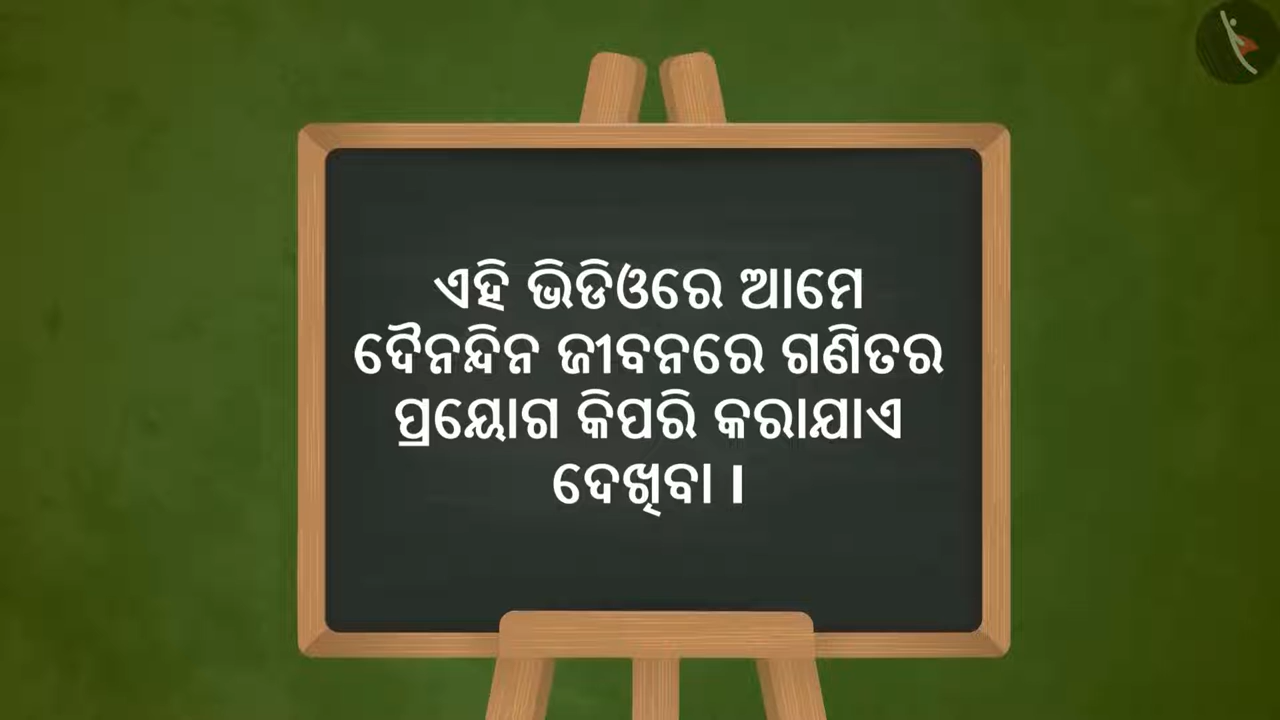 ଏହି ଭିଡିଓରେ ଆମେ
ଦୈନନ୍ଦିନ ଜୀବନରେ ଗଣିତର
ପ୍ରୟୋଗ କିପରି କରାଯାଏ
ଦେଖିବା ।